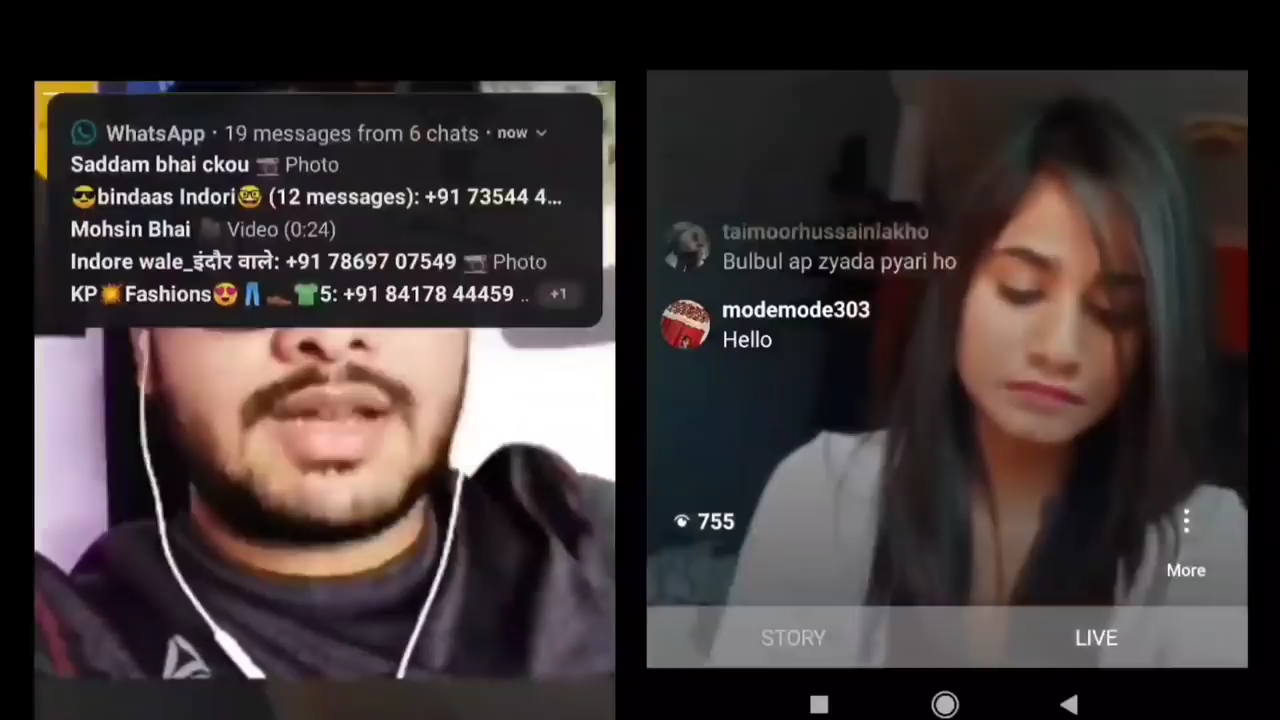 WhatsApp · 19 messages from 6 chats · now
Saddam bhai ckou 📷 Photo
😎bindaas Indori🤓 (12 messages): +91 73544 4...
Mohsin Bhai 🎥 Video (0:24)
Indore wale_इंदौर वाले: +91 78697 07549 📷 Photo
KP💥Fashions😍👖👞👕5: +91 84178 44459 .. +1
taimoorhussainlakho
Bulbul ap zyada pyari ho
modemode303
Hello
755
More
STORY LIVE